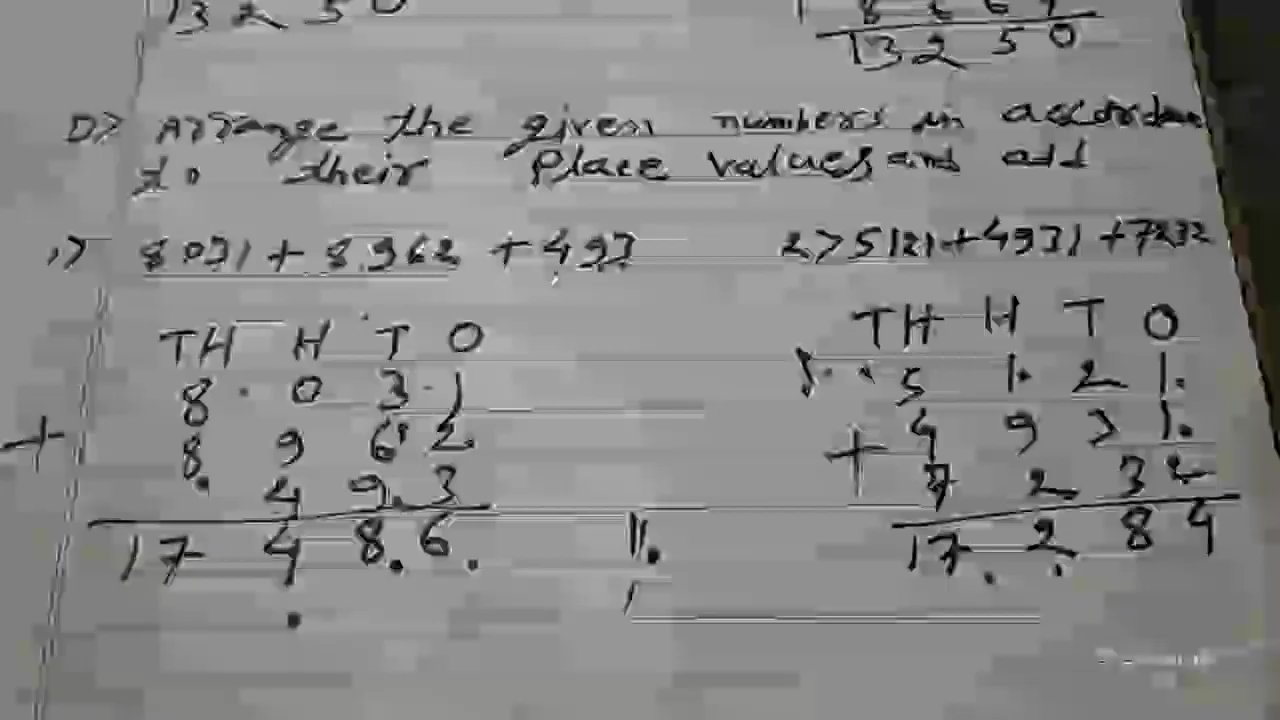 13250
13250
D> Arrange the given numbers in accordan
to their Place values and add
1> 8031 + 8962 + 493
2> 5121 + 4931 + 7232
TH H T O
8 0 3 1
+ 8 9 6 2
4 9 3
17 4 8 6
TH H T O
5 1 2 1
+ 4 9 3 1
7 2 3 2
17 2 8 4